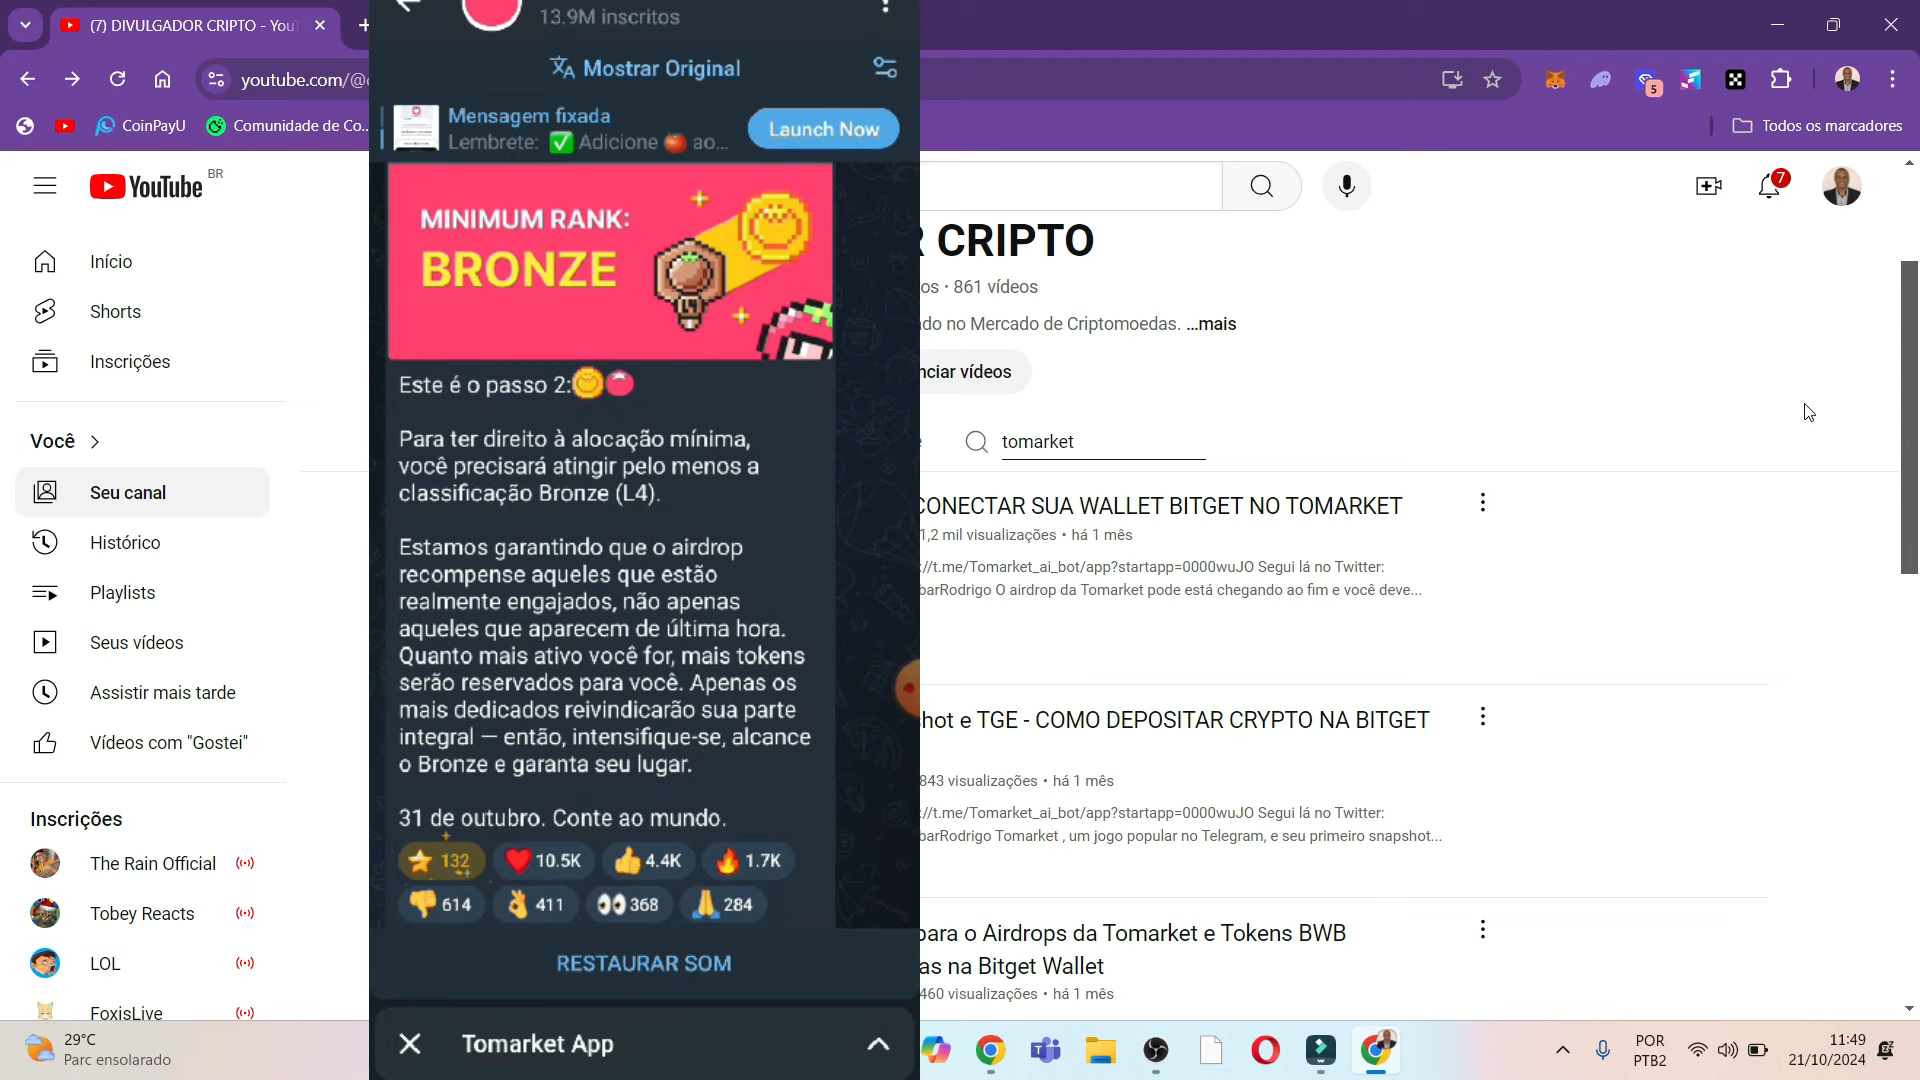 (7) DIVULGADOR CRIPTO - You
youtube.com/@
CoinPayU
Comunidade de Co...
Todos os marcadores
5
13.9M inscritos
Mostrar Original
Mensagem fixada
Lembrete: ✅ Adicione 🍅 ao...
Launch Now
MINIMUM RANK:
BRONZE
L4
Este é o passo 2:
Para ter direito à alocação mínima,
você precisará atingir pelo menos a
classificação Bronze (L4).
Estamos garantindo que o airdrop
recompense aqueles que estão
realmente engajados, não apenas
aqueles que aparecem de última hora.
Quanto mais ativo você for, mais tokens
serão reservados para você. Apenas os
mais dedicados reivindicarão sua parte
integral — então, intensifique-se, alcance
o Bronze e garanta seu lugar.
31 de outubro. Conte ao mundo.
⭐ 132 ❤️ 10.5K 👍 4.4K 🔥 1.7K
👎 614 👌 411 👀 368 🙏 284
RESTAURAR SOM
Tomarket App
YouTube BR
7
Início
Shorts
Inscrições
Você
Seu canal
Histórico
Playlists
Seus vídeos
Assistir mais tarde
Vídeos com "Gostei"
Inscrições
The Rain Official
Tobey Reacts
LOL
FoxisLive
CRIPTO
os • 861 vídeos
do no Mercado de Criptomoedas. ...mais
nciar vídeos
tomarket
CONECTAR SUA WALLET BITGET NO TOMARKET
1,2 mil visualizações • há 1 mês
://t.me/Tomarket_ai_bot/app?startapp=0000wuJO Segui lá no Twitter:
barRodrigo O airdrop da Tomarket pode está chegando ao fim e você deve...
hot e TGE - COMO DEPOSITAR CRYPTO NA BITGET
843 visualizações • há 1 mês
://t.me/Tomarket_ai_bot/app?startapp=0000wuJO Segui lá no Twitter:
barRodrigo Tomarket , um jogo popular no Telegram, e seu primeiro snapshot...
para o Airdrops da Tomarket e Tokens BWB
as na Bitget Wallet
460 visualizações • há 1 mês
29°C
Parc ensolarado
POR
PTB2
11:49
21/10/2024